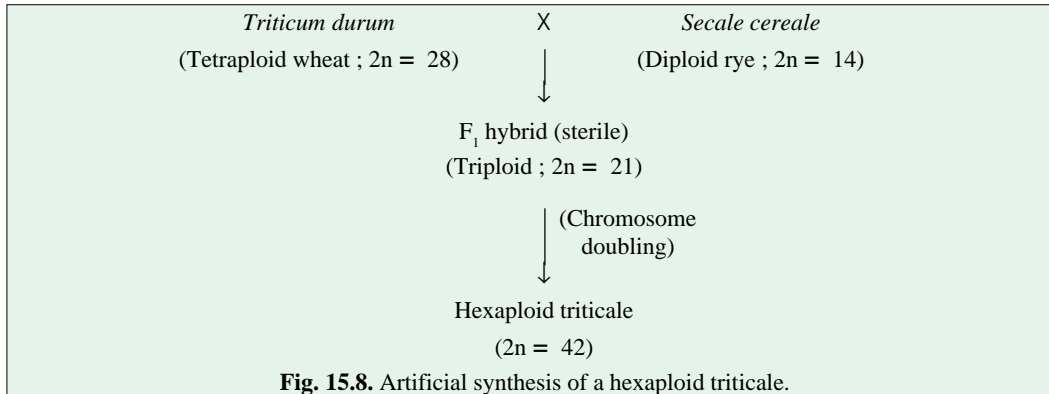 Triticum durum X Secale cereale
(Tetraploid wheat ; 2n = 28) (Diploid rye ; 2n = 14)
F1 hybrid (sterile)
(Triploid ; 2n = 21)
(Chromosome
doubling)
Hexaploid triticale
(2n = 42)
Fig. 15.8. Artificial synthesis of a hexaploid triticale.